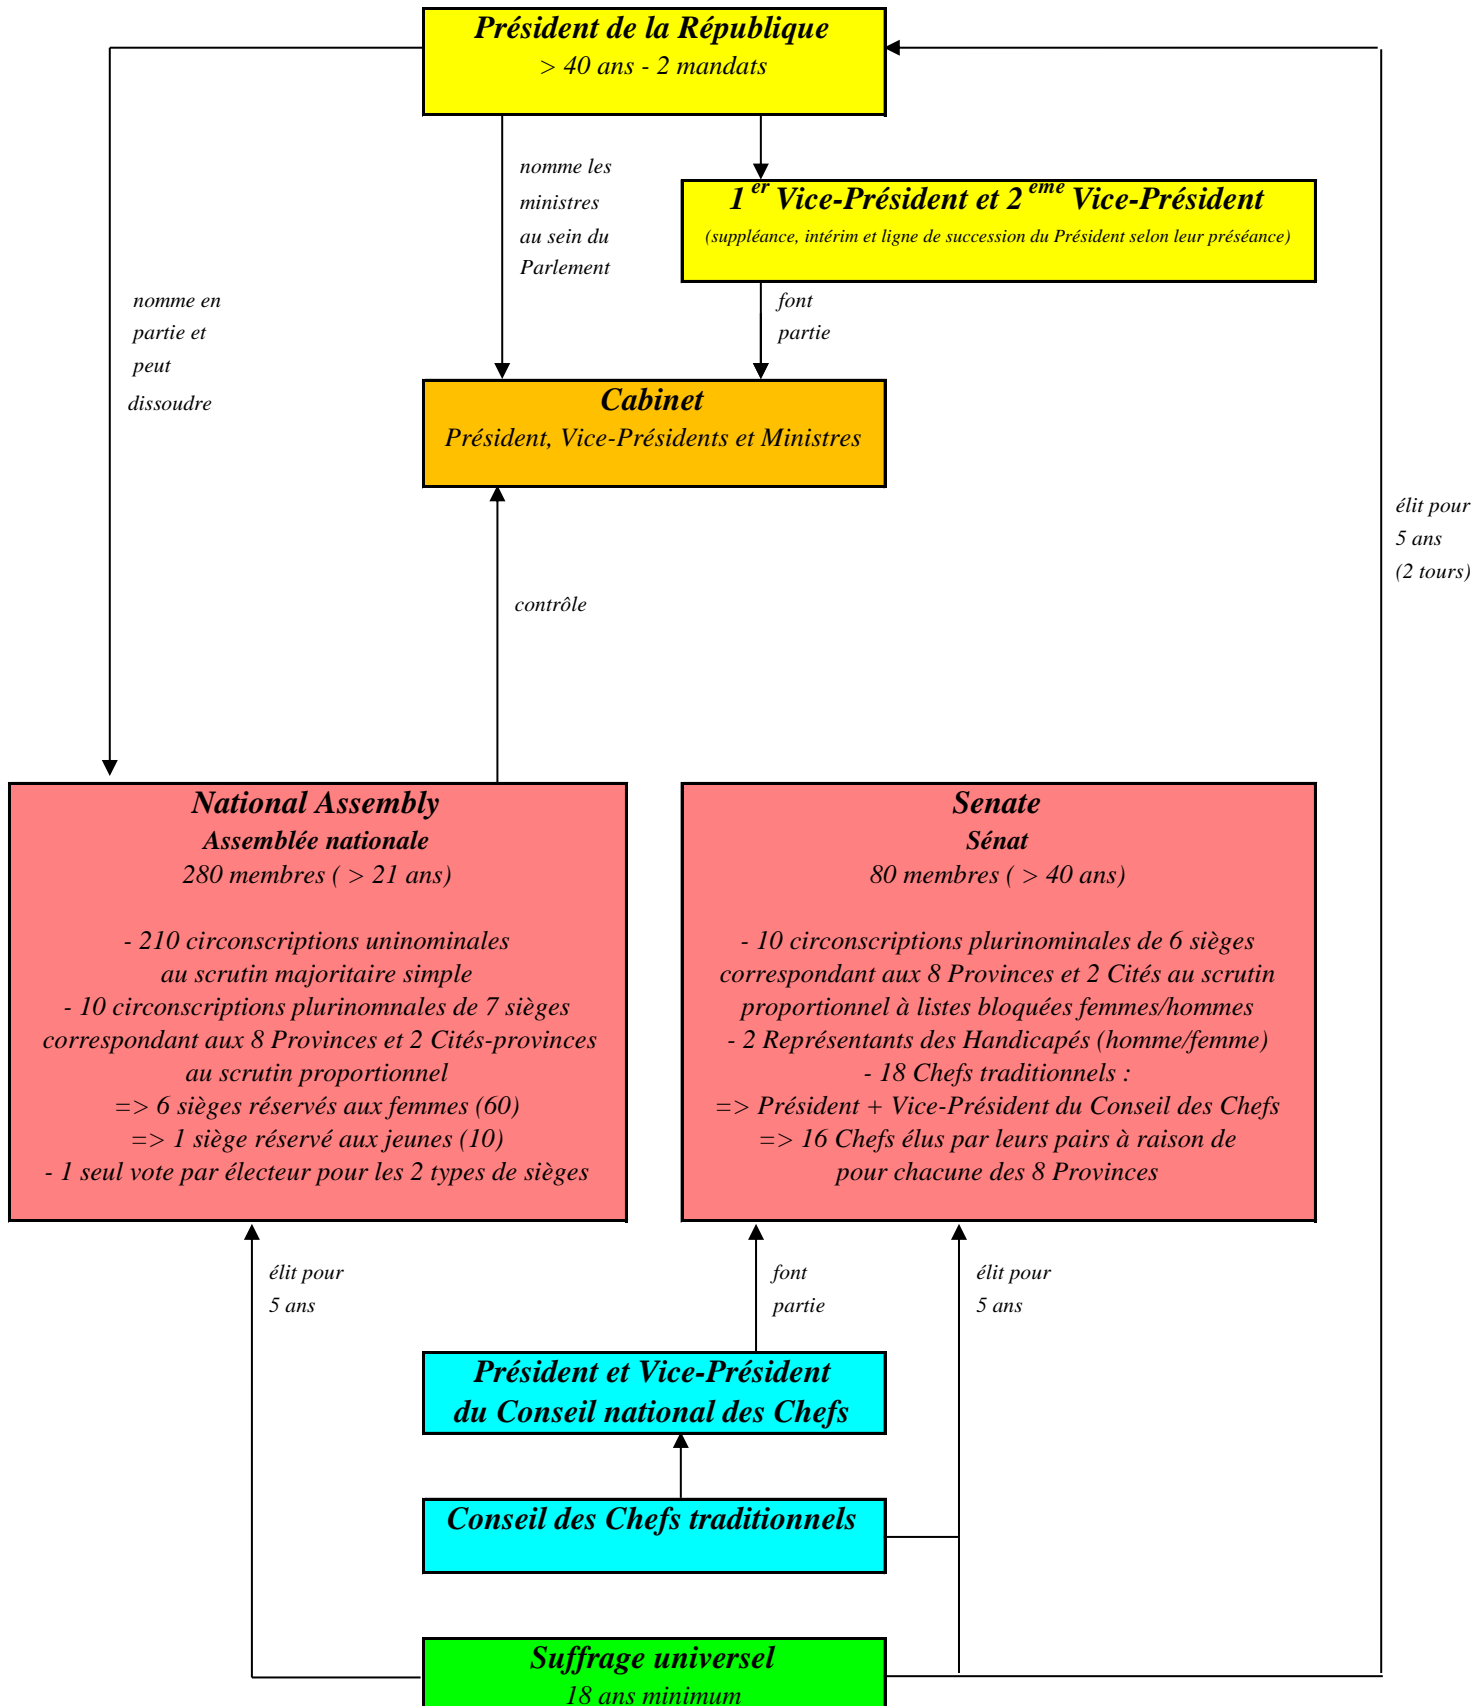 Président de la République
> 40 ans - 2 mandats
nomme les
ministres
au sein du
Parlement
1er Vice-Président et 2eme Vice-Président
(suppléance, intérim et ligne de succession du Président selon leur préséance)
nomme en
partie et
peut
dissoudre
font
partie
Cabinet
Président, Vice-Présidents et Ministres
élit pour
5 ans
(2 tours)
contrôle
National Assembly
Assemblée nationale
280 membres ( > 21 ans)
- 210 circonscriptions uninominales
au scrutin majoritaire simple
- 10 circonscriptions plurinomnales de 7 sièges
correspondant aux 8 Provinces et 2 Cités-provinces
au scrutin proportionnel
=> 6 sièges réservés aux femmes (60)
=> 1 siège réservé aux jeunes (10)
- 1 seul vote par électeur pour les 2 types de sièges
Senate
Sénat
80 membres ( > 40 ans)
- 10 circonscriptions plurinominales de 6 sièges
correspondant aux 8 Provinces et 2 Cités au scrutin
proportionnel à listes bloquées femmes/hommes
- 2 Représentants des Handicapés (homme/femme)
- 18 Chefs traditionnels :
=> Président + Vice-Président du Conseil des Chefs
=> 16 Chefs élus par leurs pairs à raison de
pour chacune des 8 Provinces
élit pour
5 ans
font
partie
élit pour
5 ans
Président et Vice-Président
du Conseil national des Chefs
Conseil des Chefs traditionnels
Suffrage universel
18 ans minimum